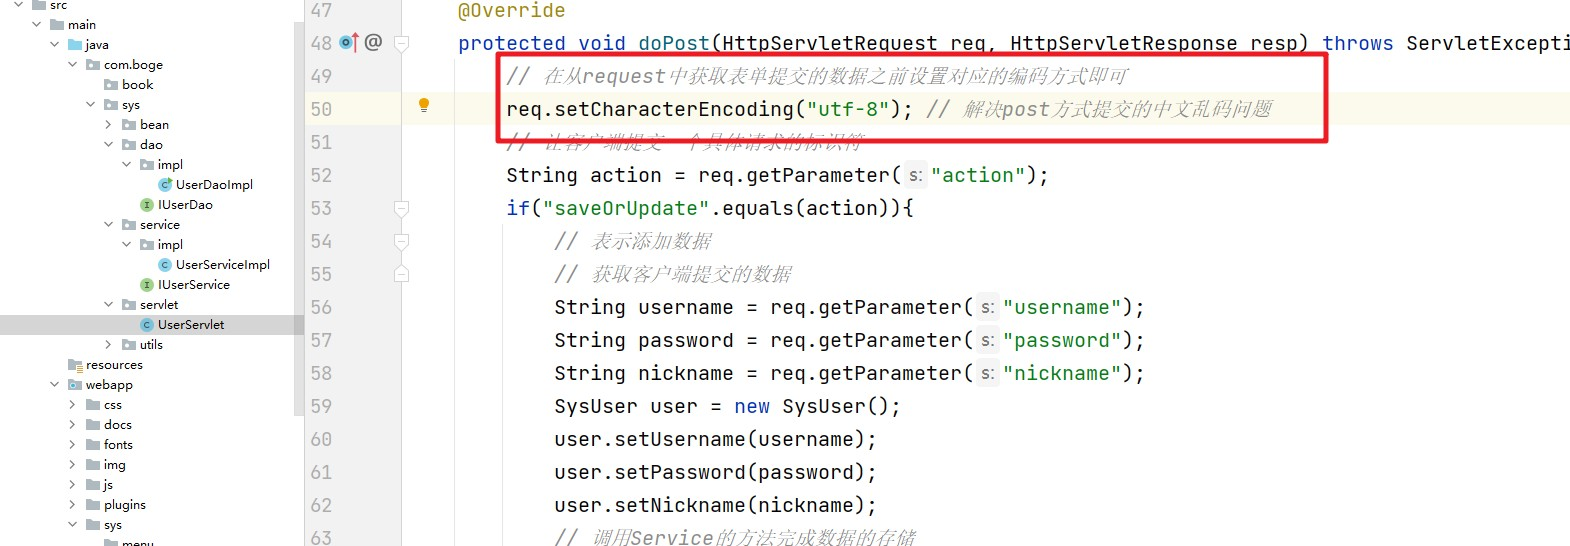 src
main
java
com.boge
book
sys
bean
dao
impl
UserDaoImpl
IUserDao
service
impl
UserServiceImpl
IUserService
servlet
UserServlet
utils
resources
webapp
css
docs
fonts
img
js
plugins
sys
menu
47 @Override
48 @ protected void doPost(HttpServletRequest req, HttpServletResponse resp) throws ServletExcepti
49 // 在从request中获取表单提交的数据之前设置对应的编码方式即可
50 req.setCharacterEncoding("utf-8"); // 解决post方式提交的中文乱码问题
51 // 让客户端提交一个具体请求的标识符
52 String action = req.getParameter( s: "action");
53 if("saveOrUpdate".equals(action)){
54 // 表示添加数据
55 // 获取客户端提交的数据
56 String username = req.getParameter( s: "username");
57 String password = req.getParameter( s: "password");
58 String nickname = req.getParameter( s: "nickname");
59 SysUser user = new SysUser();
60 user.setUsername(username);
61 user.setPassword(password);
62 user.setNickname(nickname);
63 // 调用Service的方法完成数据的存储